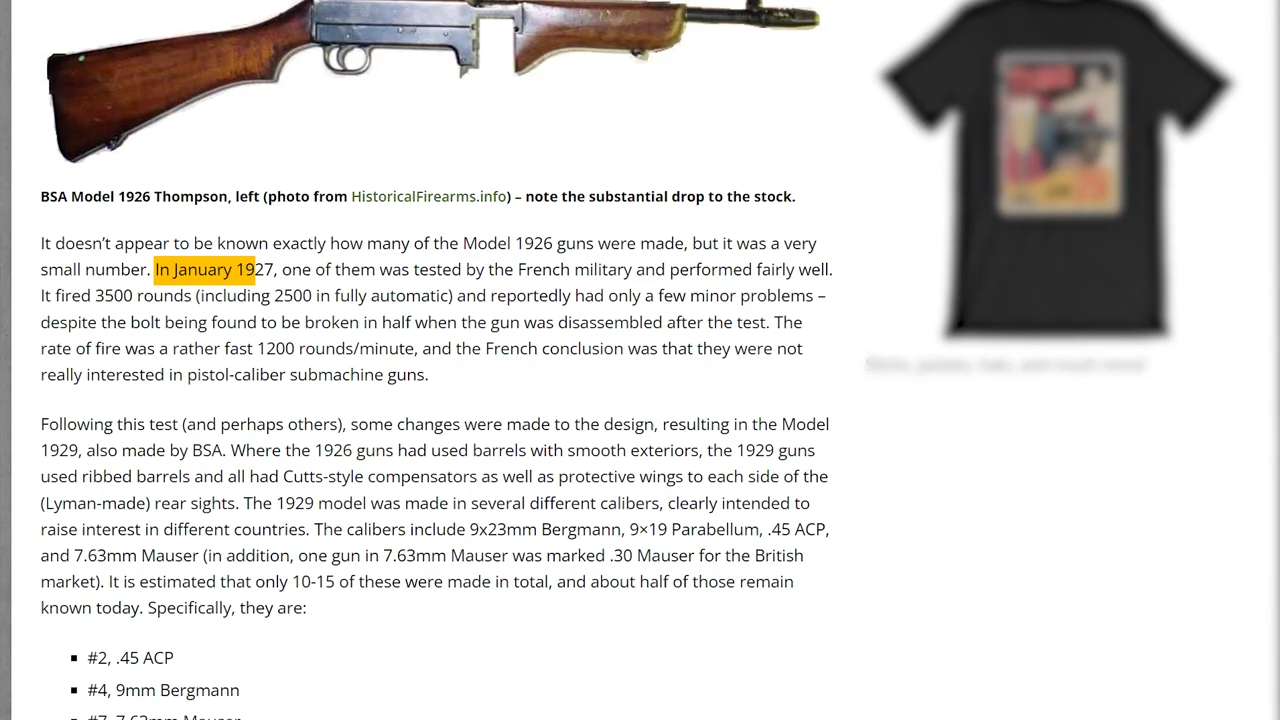 BSA Model 1926 Thompson, left (photo from HistoricalFirearms.info) – note the substantial drop to the stock.
It doesn’t appear to be known exactly how many of the Model 1926 guns were made, but it was a very
small number. In January 1927, one of them was tested by the French military and performed fairly well.
It fired 3500 rounds (including 2500 in fully automatic) and reportedly had only a few minor problems –
despite the bolt being found to be broken in half when the gun was disassembled after the test. The
rate of fire was a rather fast 1200 rounds/minute, and the French conclusion was that they were not
really interested in pistol-caliber submachine guns.
Following this test (and perhaps others), some changes were made to the design, resulting in the Model
1929, also made by BSA. Where the 1926 guns had used barrels with smooth exteriors, the 1929 guns
used ribbed barrels and all had Cutts-style compensators as well as protective wings to each side of the
(Lyman-made) rear sights. The 1929 model was made in several different calibers, clearly intended to
raise interest in different countries. The calibers include 9x23mm Bergmann, 9×19 Parabellum, .45 ACP,
and 7.63mm Mauser (in addition, one gun in 7.63mm Mauser was marked .30 Mauser for the British
market). It is estimated that only 10-15 of these were made in total, and about half of those remain
known today. Specifically, they are:
#2, .45 ACP
#4, 9mm Bergmann
#7, 7.63mm Mauser